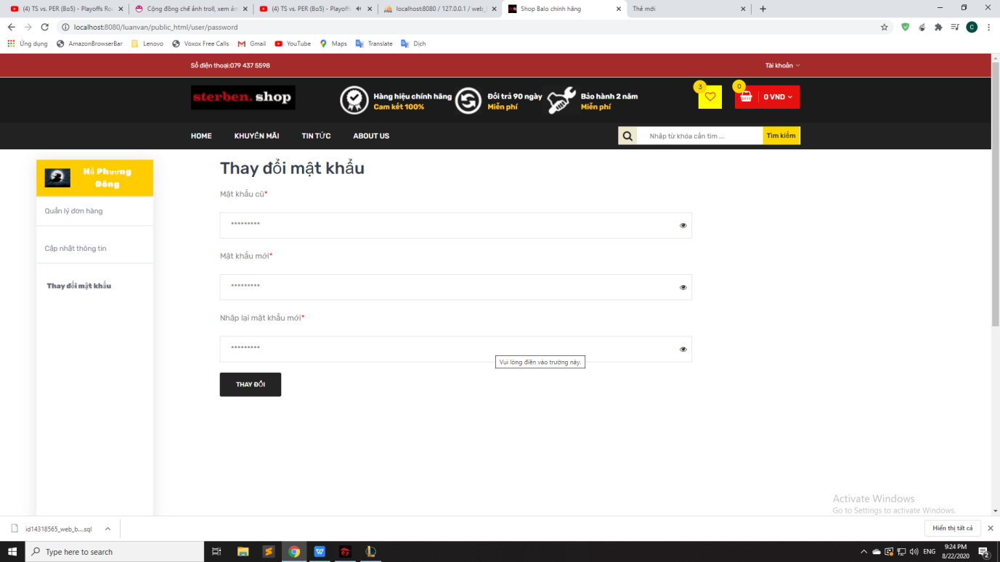 (4) TS vs. PER (Bo5) - Playoffs Rou
Cộng đồng chế ảnh troll, xem ản
(4) TS vs. PER (Bo5) - Playoffs
localhost:8080 / 127.0.0.1 / web_
Shop Balo chính hãng
Thẻ mới
localhost:8080/luanvan/public_html/user/password
C
Ứng dụng
AmazonBrowserBar
Lenovo
Voxox Free Calls
Gmail
YouTube
Maps
Translate
Dịch
Số điện thoại:079 437 5598
Tài khoản
sterben. shop
Hàng hiệu chính hãng
Cam kết 100%
Đổi trả 90 ngày
Miễn phí
Bảo hành 2 năm
Miễn phí
3
0
0 VND
HOME
KHUYẾN MÃI
TIN TỨC
ABOUT US
Nhập từ khóa cần tìm ...
Tìm kiếm
Hồ Phương
Đông
Quản lý đơn hàng
Cập nhật thông tin
Thay đổi mật khẩu
Thay đổi mật khẩu
Mật khẩu cũ*
*********
Mật khẩu mới*
*********
Nhập lại mật khẩu mới*
*********
Vui lòng điền vào trường này.
THAY ĐỔI
Activate Windows
Go to Settings to activate Windows.
id14318565_web_b....sql
Hiển thị tất cả
Type here to search
ENG
9:24 PM
8/22/2020
2